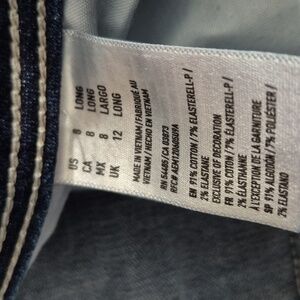 US 8 LONG
CA 8 LONG
MX 8 LARGO
UK 12 LONG
MADE IN VIETNAM/FABRIQUÉ AU
VIETNAM / HECHO EN VIETNAM
RN 54485/CA 03873
EN 91% COTTON/7% ELASTERELL-P /
2% ELASTANE
EXCLUSIVE OF DECORATION
FR 91% COTON/7% ÉLASTERELL-P /
2% ÉLASTHANNE
À L'EXCEPTION DE LA GARNITURE
SP 91% ALGODÓN/7% POLIÉSTER /
2% ELASTANO